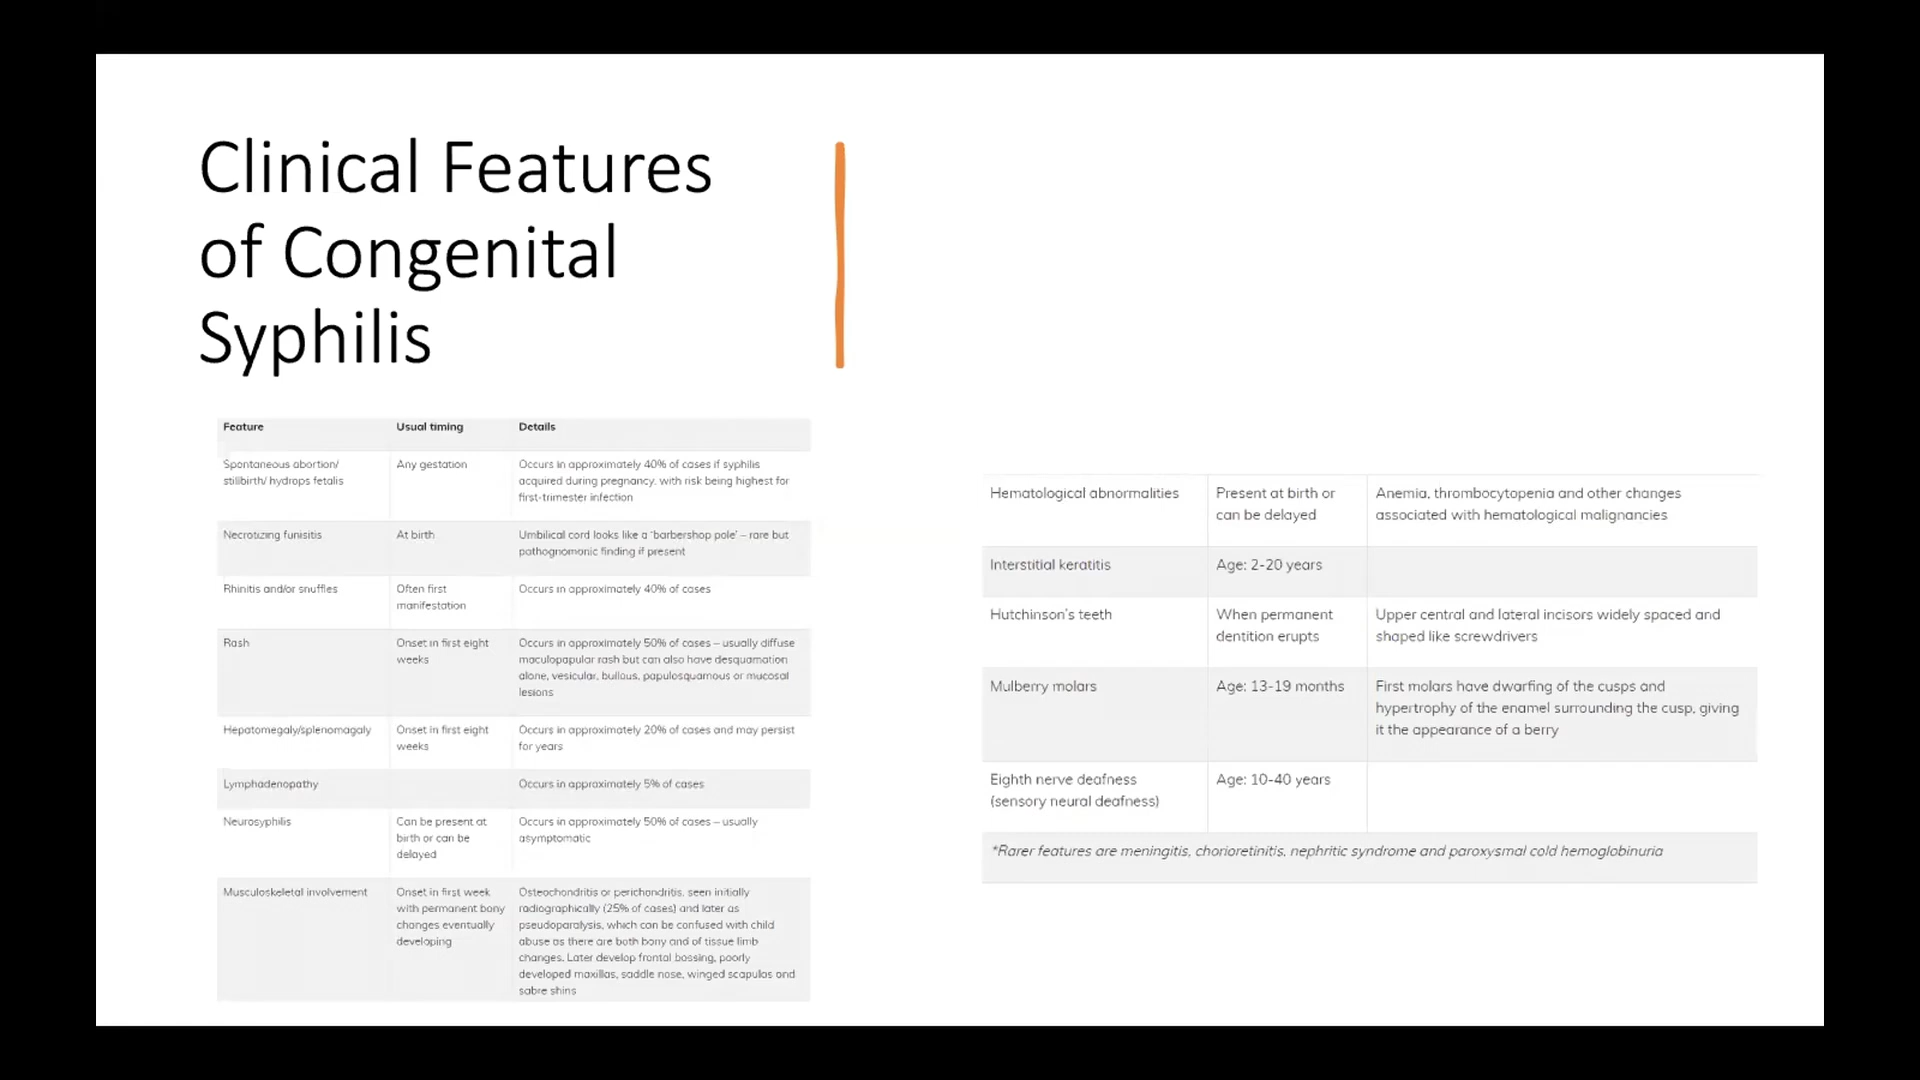 Clinical Features
of Congenital
Syphilis
Feature Usual timing Details
Spontaneous abortion/ Any gestation Occurs in approximately 40% of cases if syphilis
stillbirth/ hydrops fetalis acquired during pregnancy, with risk being highest for
first-trimester infection
Necrotizing funisitis At birth Umbilical cord looks like a 'barbershop pole' – rare but
pathognomonic finding if present
Rhinitis and/or snuffles Often first Occurs in approximately 40% of cases
manifestation
Rash Onset in first eight Occurs in approximately 50% of cases – usually diffuse
weeks maculopapular rash but can also have desquamation
alone, vesicular, bullous, papulosquamous or mucosal
lesions
Hepatomegaly/splenomagaly Onset in first eight Occurs in approximately 20% of cases and may persist
weeks for years
Lymphadenopathy Occurs in approximately 5% of cases
Neurosyphilis Can be present at Occurs in approximately 50% of cases – usually
birth or can be asymptomatic
delayed
Musculoskeletal involvement Onset in first week Osteochondritis or perichondritis, seen initially
with permanent bony radiographically (25% of cases) and later as
changes eventually pseudoparalysis, which can be confused with child
developing abuse as there are both bony and of tissue limb
changes. Later develop frontal bossing, poorly
developed maxillas, saddle nose, winged scapulas and
sabre shins
Hematological abnormalities Present at birth or Anemia, thrombocytopenia and other changes
can be delayed associated with hematological malignancies
Interstitial keratitis Age: 2-20 years
Hutchinson's teeth When permanent Upper central and lateral incisors widely spaced and
dentition erupts shaped like screwdrivers
Mulberry molars Age: 13-19 months First molars have dwarfing of the cusps and
hypertrophy of the enamel surrounding the cusp, giving
it the appearance of a berry
Eighth nerve deafness Age: 10-40 years
(sensory neural deafness)
*Rarer features are meningitis, chorioretinitis, nephritic syndrome and paroxysmal cold hemoglobinuria